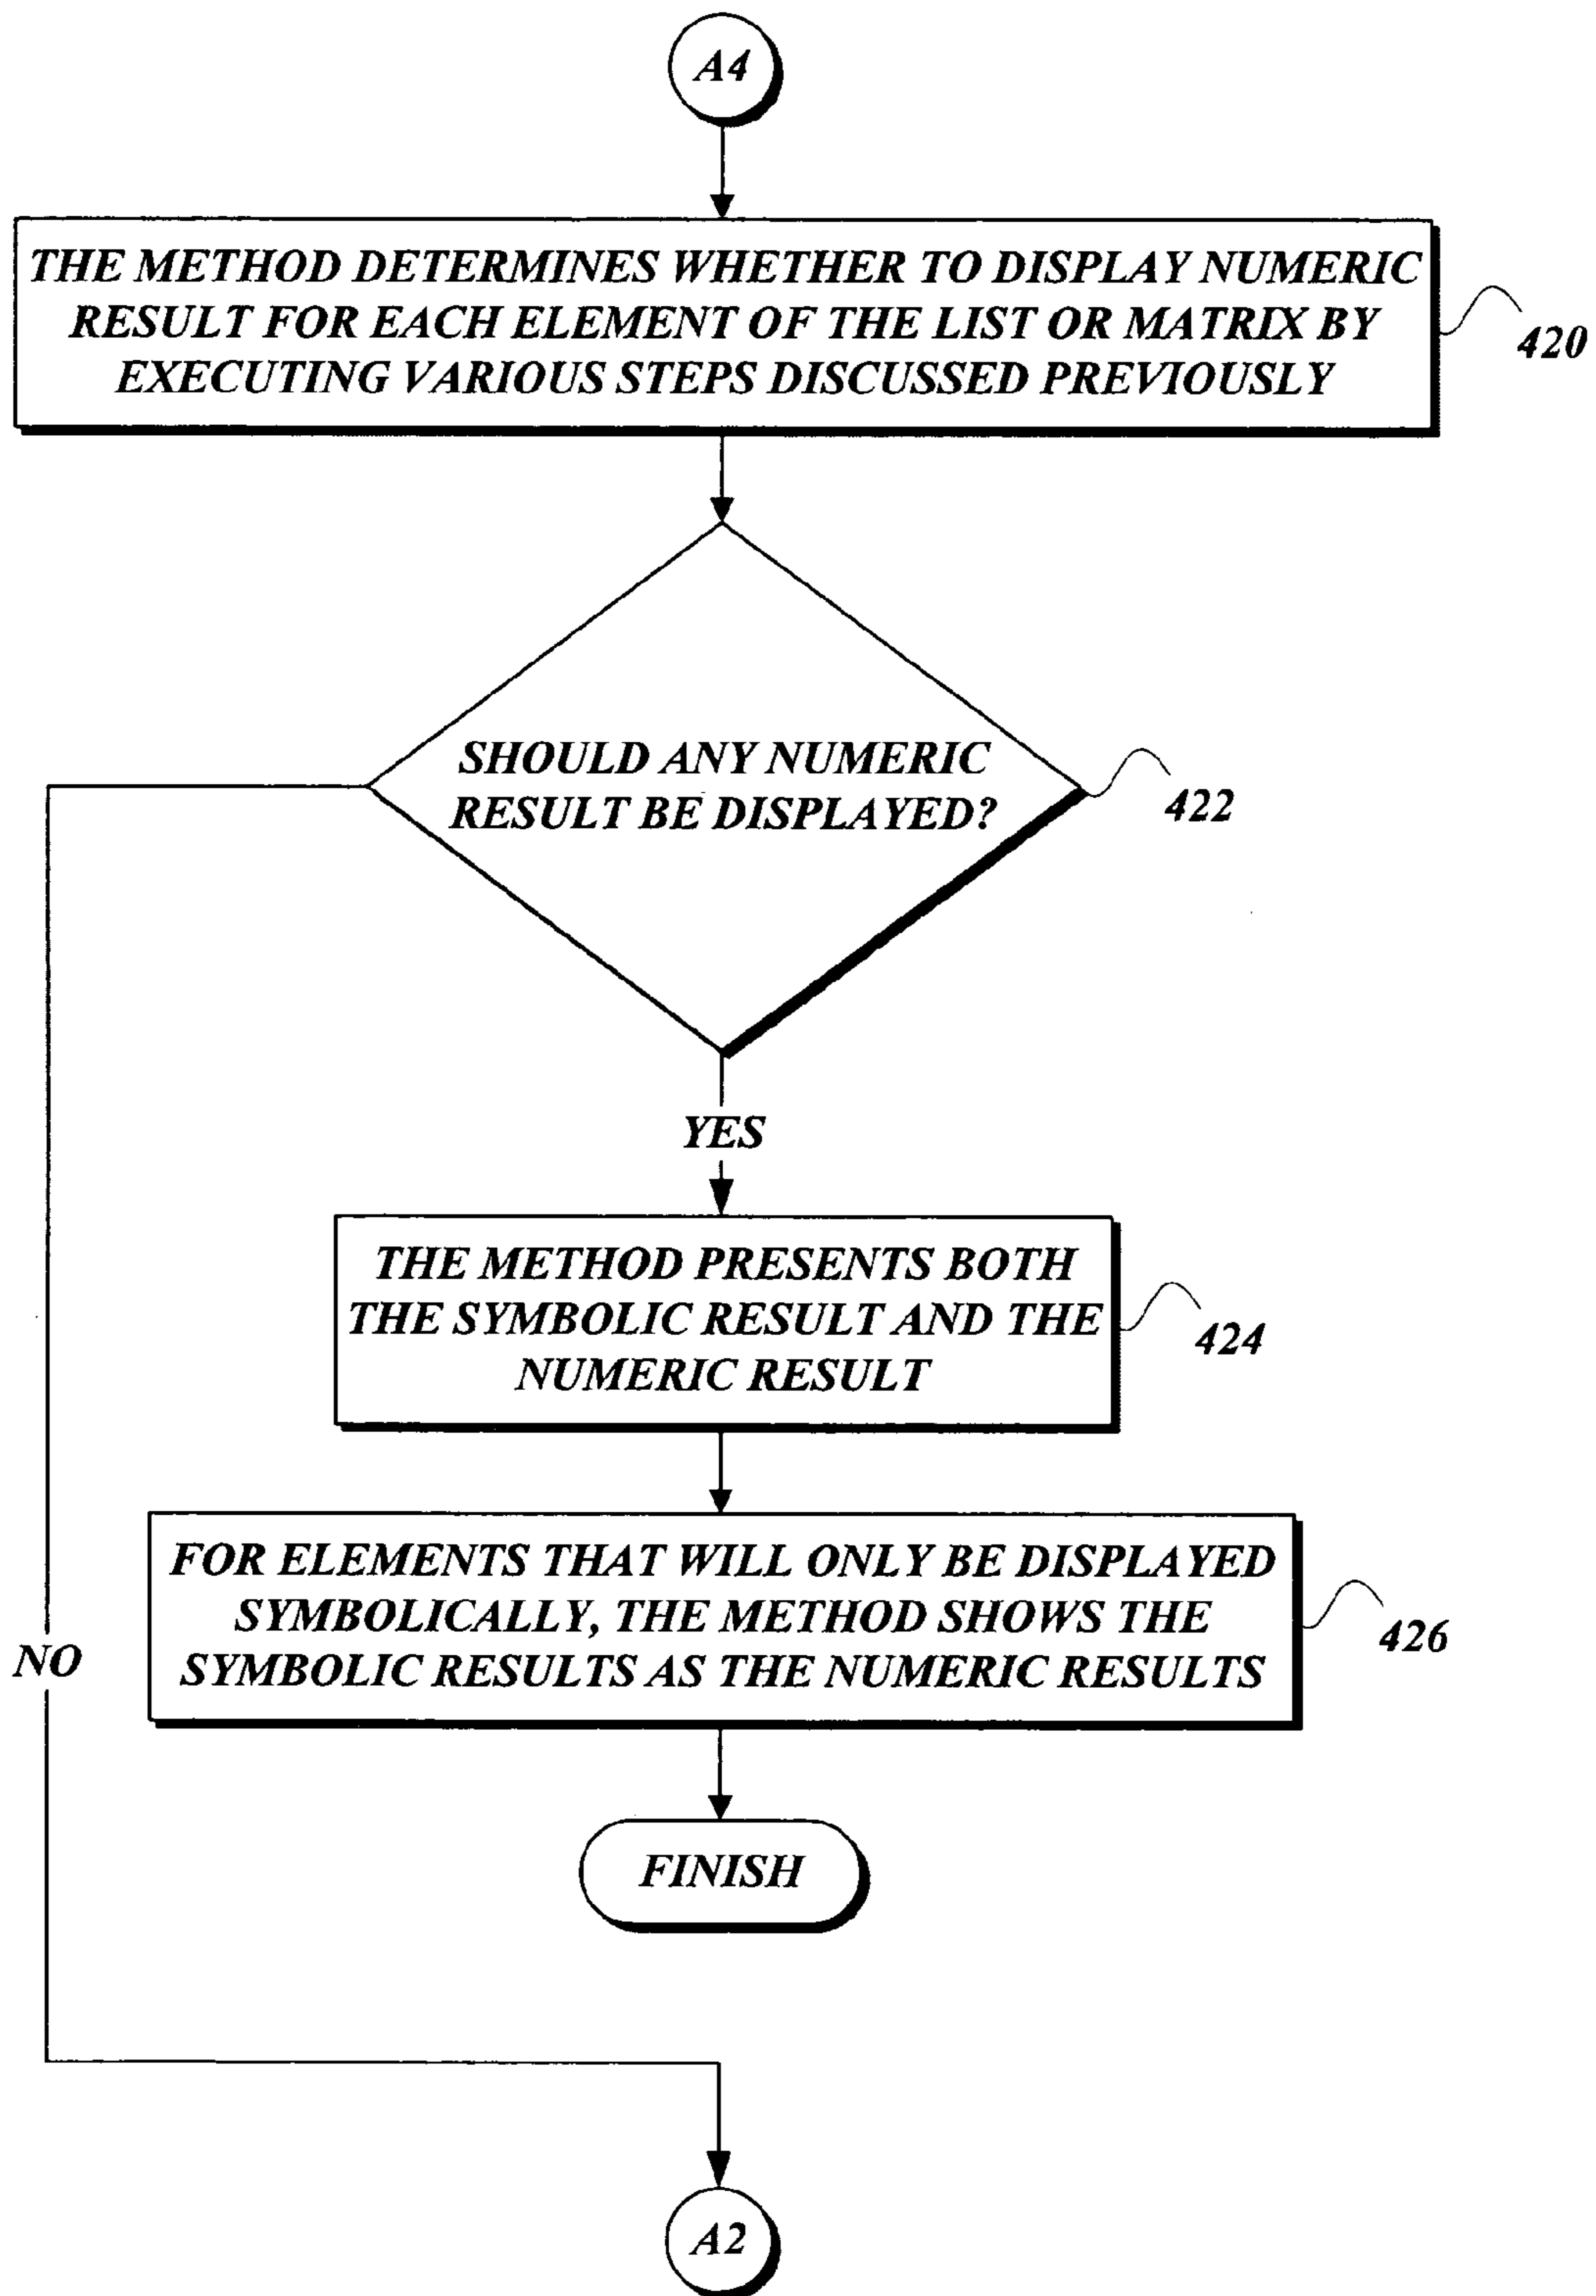 A4
THE METHOD DETERMINES WHETHER TO DISPLAY NUMERIC
RESULT FOR EACH ELEMENT OF THE LIST OR MATRIX BY
EXECUTING VARIOUS STEPS DISCUSSED PREVIOUSLY
420
SHOULD ANY NUMERIC
RESULT BE DISPLAYED?
422
YES
THE METHOD PRESENTS BOTH
THE SYMBOLIC RESULT AND THE
NUMERIC RESULT
424
FOR ELEMENTS THAT WILL ONLY BE DISPLAYED
SYMBOLICALLY, THE METHOD SHOWS THE
SYMBOLIC RESULTS AS THE NUMERIC RESULTS
426
NO
FINISH
A2